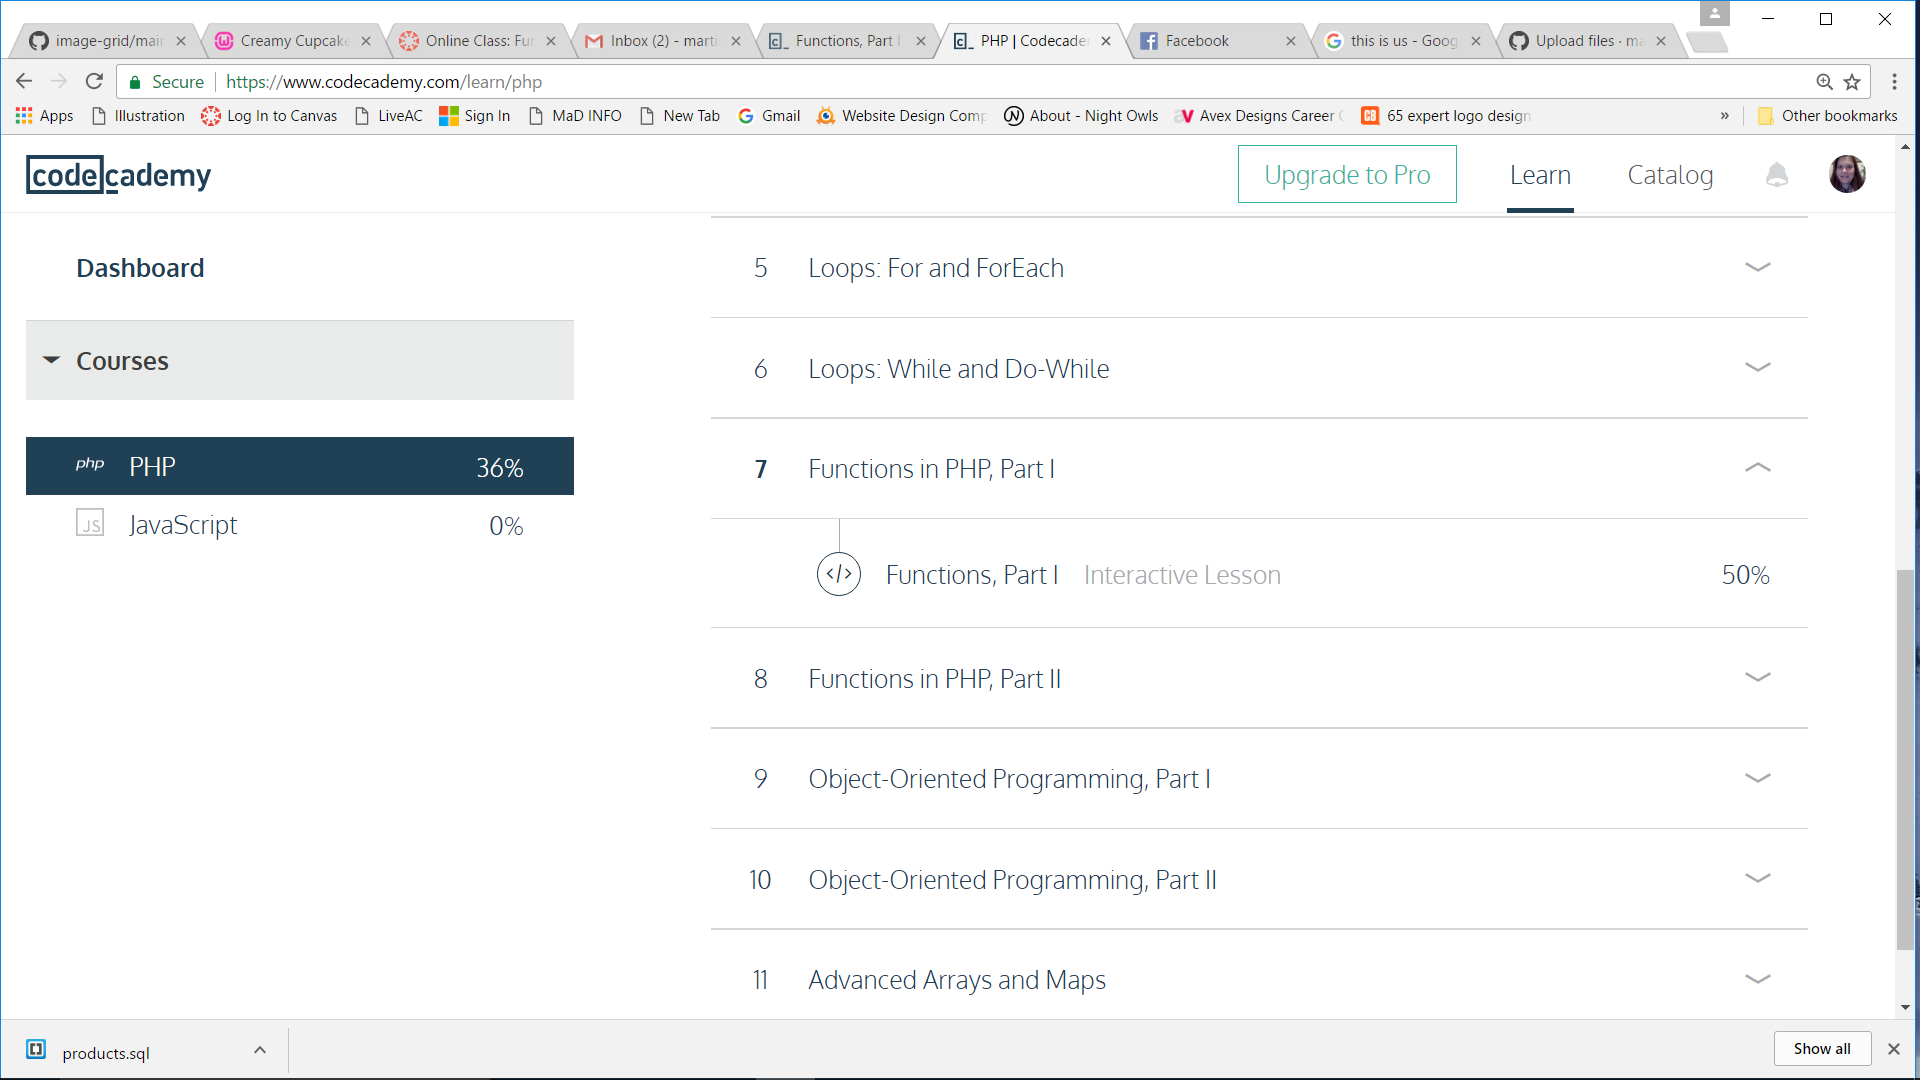 image-grid/main
Creamy Cupcake
Online Class: Fun
Inbox (2) - marti
Functions, Part I
PHP | Codecademy
Facebook
this is us - Goog
Upload files · ma
Secure https://www.codecademy.com/learn/php
Apps Illustration Log In to Canvas LiveAC Sign In MaD INFO New Tab Gmail Website Design Comp About - Night Owls Avex Designs Career 65 expert logo design » Other bookmarks
codecademy
Upgrade to Pro Learn Catalog
Dashboard
Courses
php PHP 36%
JS JavaScript 0%
5 Loops: For and ForEach
6 Loops: While and Do-While
7 Functions in PHP, Part I
</> Functions, Part I Interactive Lesson 50%
8 Functions in PHP, Part II
9 Object-Oriented Programming, Part I
10 Object-Oriented Programming, Part II
11 Advanced Arrays and Maps
products.sql
Show all